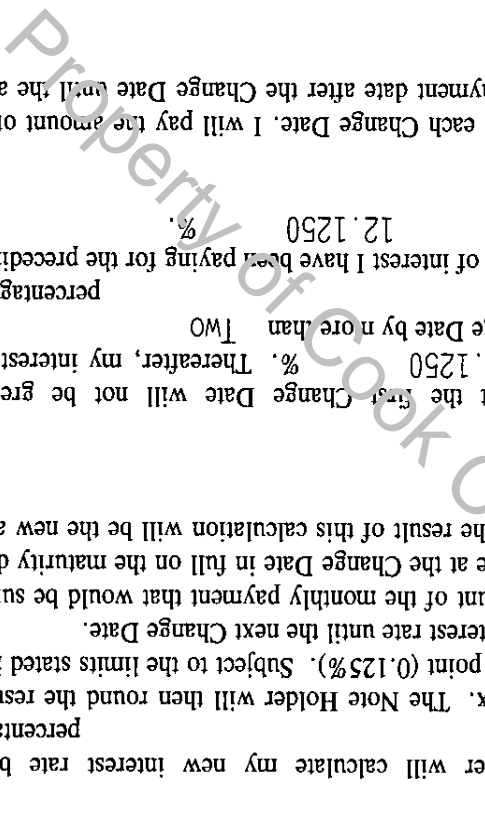 er will calculate my new interest rate b
percenta
x. The Note Holder will then round the resu
point (0.125%). Subject to the limits stated i
terest rate until the next Change Date.
unt of the monthly payment that would be su
e at the Change Date in full on the maturity d
he result of this calculation will be the new a
t the first Change Date will not be gre
.1250 %. Thereafter, my interest
ge Date by more than TWO
percentag
of interest I have been paying for the precedi
12.1250 %.
each Change Date. I will pay the amount of
ayment date after the Change Date until the a
Property of Cook C